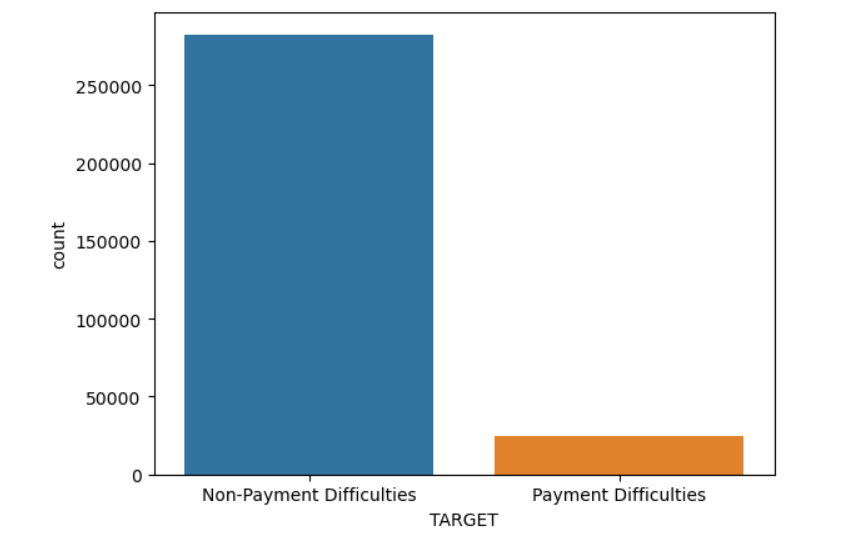 250000
200000
150000
100000
50000
0
count
Non-Payment Difficulties
Payment Difficulties
TARGET